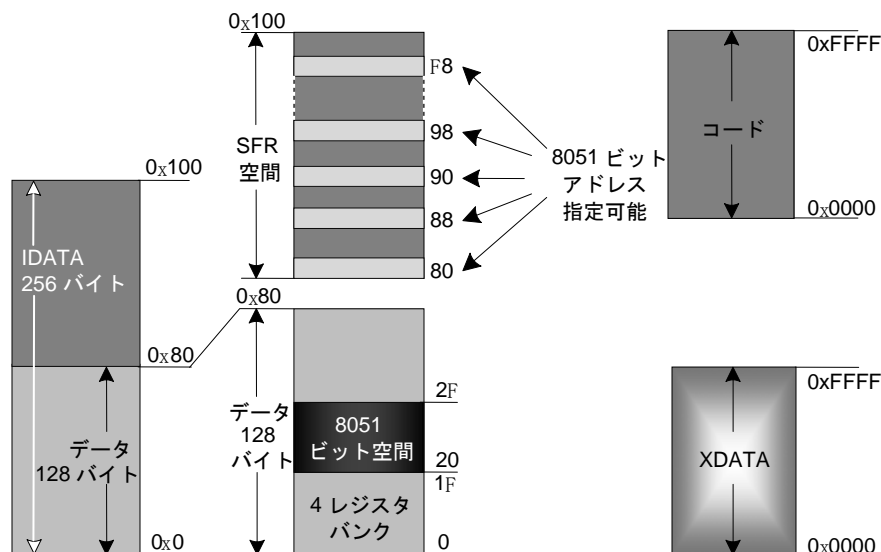 0x100
0xFFFF
F8
コード
98
SFR
空間
8051 ビット
アドレス
指定可能
0x100
90
88
0x0000
IDATA
256 バイト
80
0x80
0x80
0xFFFF
2F
データ
128
バイト
8051
ビット空間
データ
128 バイト
XDATA
20
1F
4 レジスタ
バンク
0x0
0
0x0000